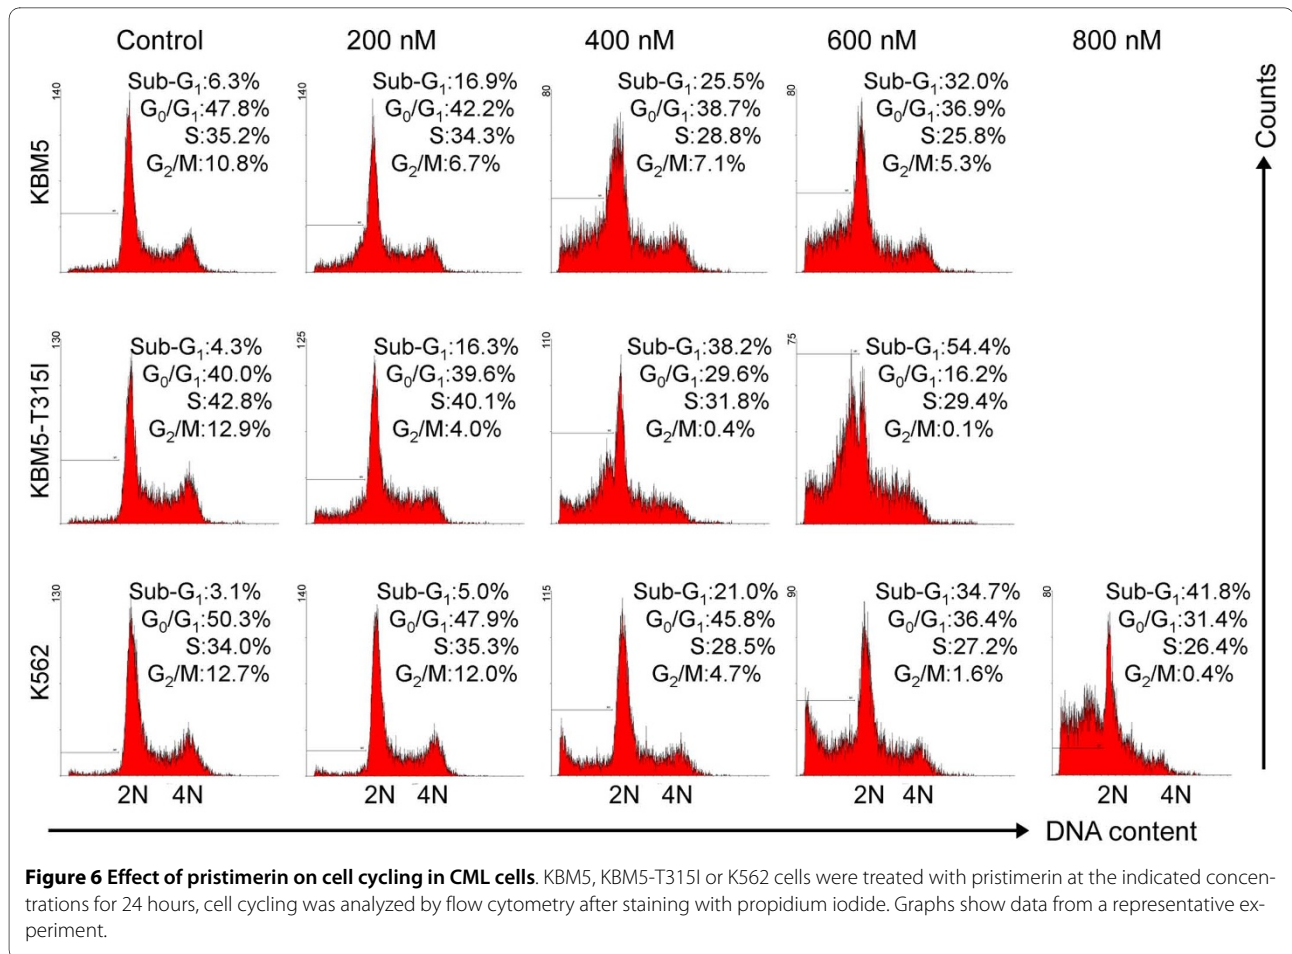 Control 200 nM 400 nM 600 nM 800 nM
KBM5
140
Sub-G₁:6.3%
G₀/G₁:47.8%
S:35.2%
G₂/M:10.8%
140
Sub-G₁:16.9%
G₀/G₁:42.2%
S:34.3%
G₂/M:6.7%
80
Sub-G₁:25.5%
G₀/G₁:38.7%
S:28.8%
G₂/M:7.1%
80
Sub-G₁:32.0%
G₀/G₁:36.9%
S:25.8%
G₂/M:5.3%
Counts
KBM5-T315I
130
Sub-G₁:4.3%
G₀/G₁:40.0%
S:42.8%
G₂/M:12.9%
125
Sub-G₁:16.3%
G₀/G₁:39.6%
S:40.1%
G₂/M:4.0%
110
Sub-G₁:38.2%
G₀/G₁:29.6%
S:31.8%
G₂/M:0.4%
75
Sub-G₁:54.4%
G₀/G₁:16.2%
S:29.4%
G₂/M:0.1%
K562
130
Sub-G₁:3.1%
G₀/G₁:50.3%
S:34.0%
G₂/M:12.7%
140
Sub-G₁:5.0%
G₀/G₁:47.9%
S:35.3%
G₂/M:12.0%
115
Sub-G₁:21.0%
G₀/G₁:45.8%
S:28.5%
G₂/M:4.7%
90
Sub-G₁:34.7%
G₀/G₁:36.4%
S:27.2%
G₂/M:1.6%
80
Sub-G₁:41.8%
G₀/G₁:31.4%
S:26.4%
G₂/M:0.4%
2N 4N 2N 4N 2N 4N 2N 4N 2N 4N
DNA content
Figure 6 Effect of pristimerin on cell cycling in CML cells. KBM5, KBM5-T315I or K562 cells were treated with pristimerin at the indicated concen-
trations for 24 hours, cell cycling was analyzed by flow cytometry after staining with propidium iodide. Graphs show data from a representative ex-
periment.